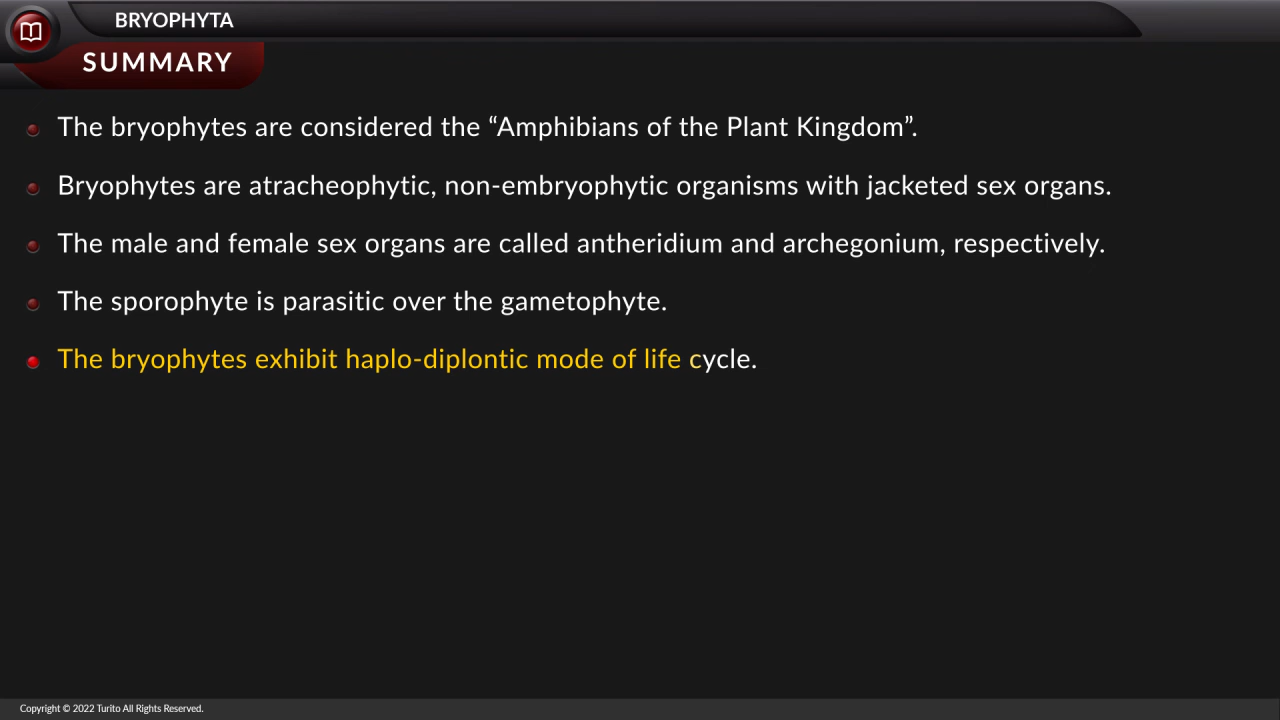 BRYOPHYTA
SUMMARY
The bryophytes are considered the “Amphibians of the Plant Kingdom”.
Bryophytes are atracheophytic, non-embryophytic organisms with jacketed sex organs.
The male and female sex organs are called antheridium and archegonium, respectively.
The sporophyte is parasitic over the gametophyte.
The bryophytes exhibit haplo-diplontic mode of life cycle.
Copyright © 2022 Turito All Rights Reserved.